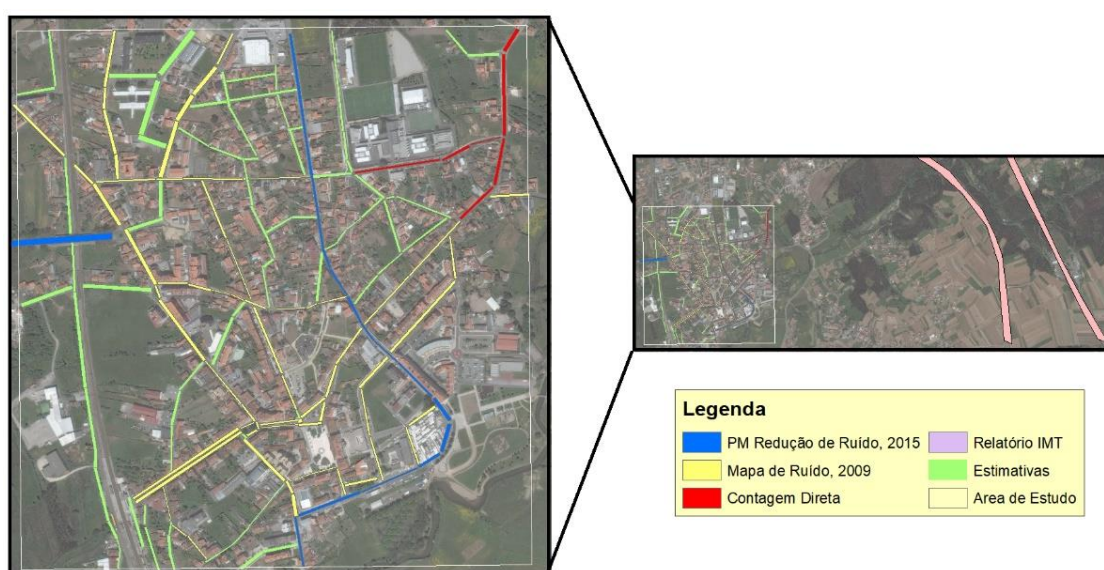 Legenda
PM Redução de Ruído, 2015
Mapa de Ruído, 2009
Contagem Direta
Relatório IMT
Estimativas
Area de Estudo